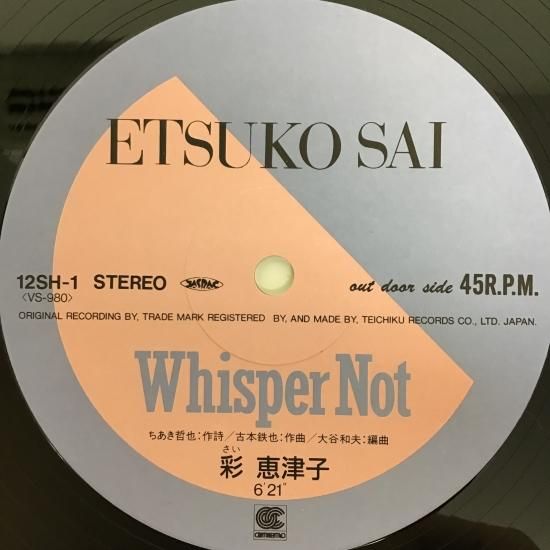 ETSUKO SAI
12SH-1 STEREO JASRAC out door side 45R.P.M.
〈VS-980〉
ORIGINAL RECORDING BY, TRADE MARK REGISTERED BY, AND MADE BY, TEICHIKU RECORDS CO., LTD. JAPAN.
Whisper Not
ちあき哲也:作詩/古本鉄也:作曲/大谷和夫:編曲
さい
彩 恵津子
6'21"